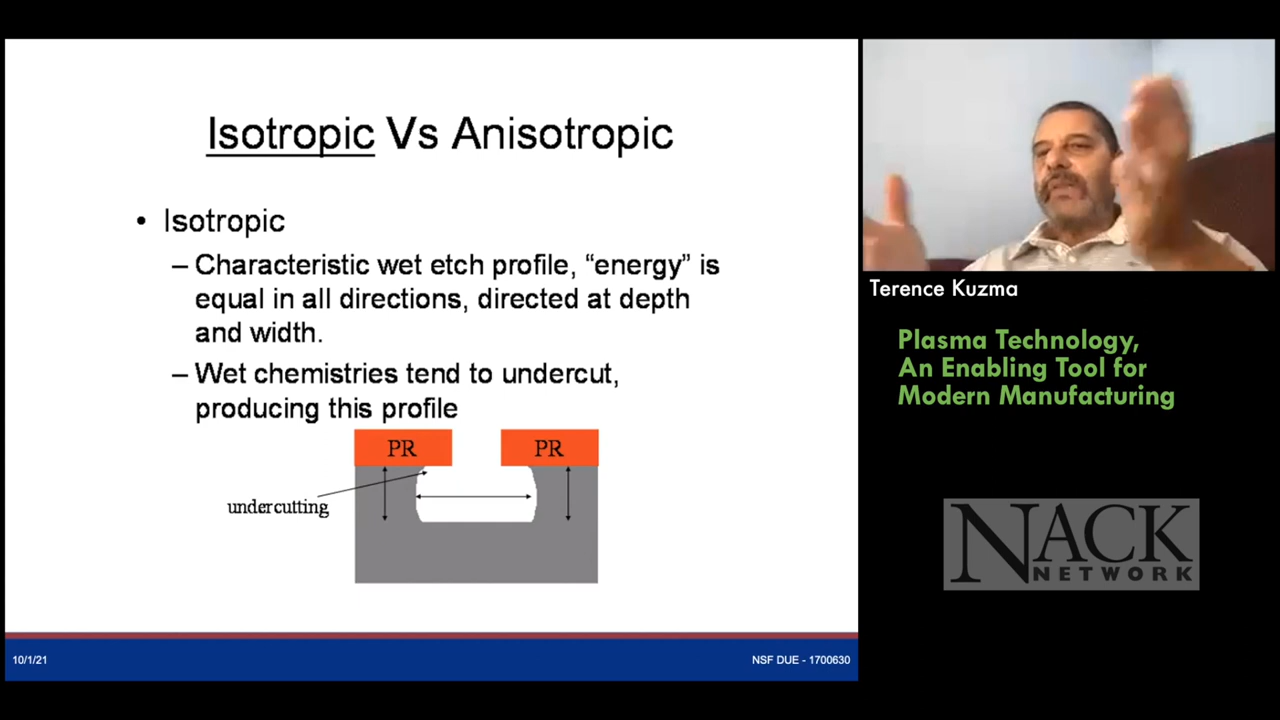 Isotropic Vs Anisotropic
• Isotropic
– Characteristic wet etch profile, “energy” is
equal in all directions, directed at depth
and width.
– Wet chemistries tend to undercut,
producing this profile
PR PR
undercutting
10/1/21
NSF DUE - 1700630
Terence Kuzma
Plasma Technology,
An Enabling Tool for
Modern Manufacturing
NACK
NETWORK